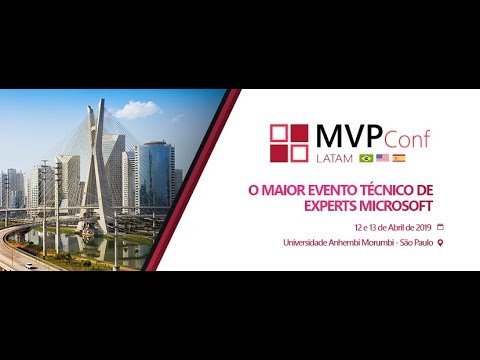 MVPConf
LATAM
O MAIOR EVENTO TÉCNICO DE
EXPERTS MICROSOFT
12 e 13 de Abril de 2019
Universidade Anhembi Morumbi - São Paulo